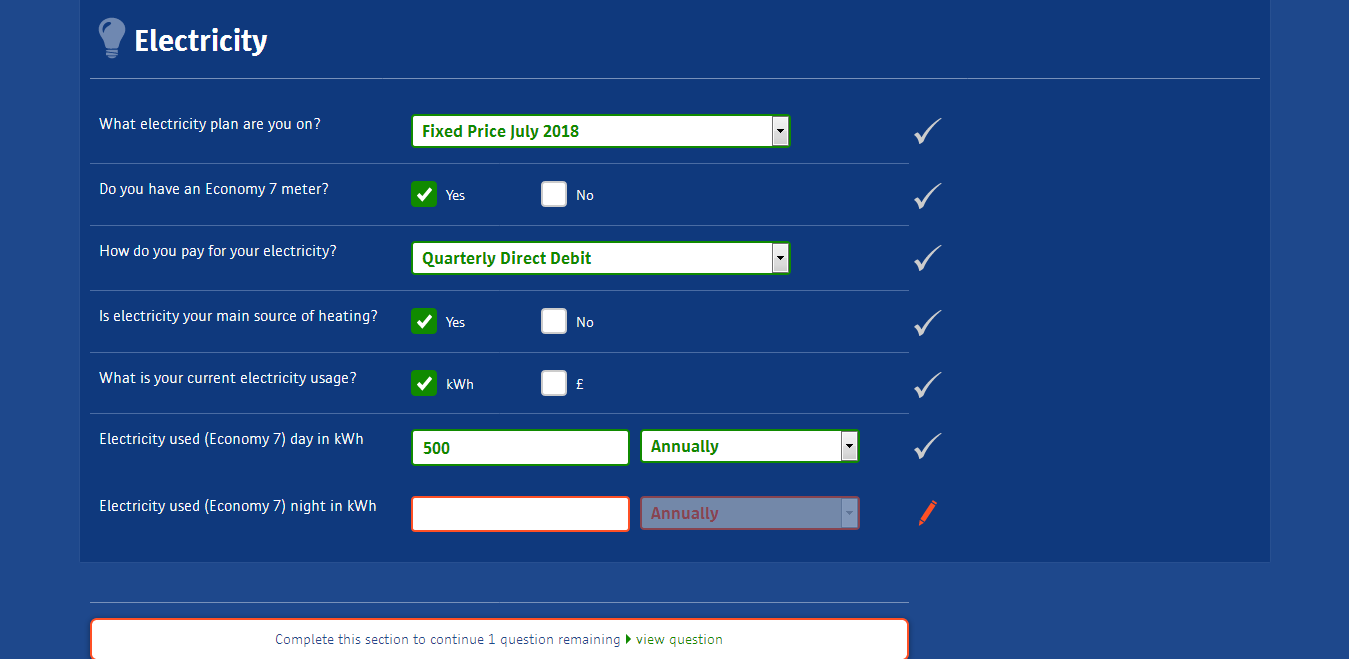 Electricity
What electricity plan are you on?
Fixed Price July 2018
Do you have an Economy 7 meter?
Yes No
How do you pay for your electricity?
Quarterly Direct Debit
Is electricity your main source of heating?
Yes No
What is your current electricity usage?
kWh £
Electricity used (Economy 7) day in kWh
500 Annually
Electricity used (Economy 7) night in kWh
Annually
Complete this section to continue 1 question remaining view question